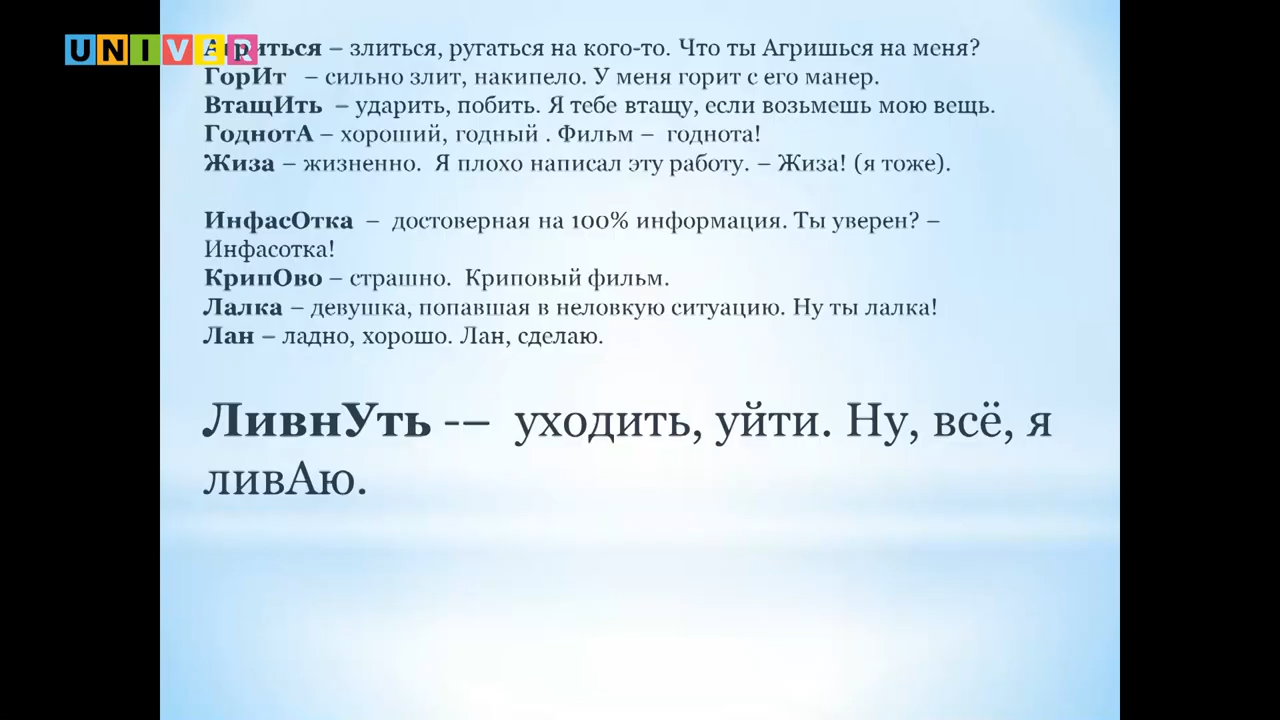 UNIVER
Агриться – злиться, ругаться на кого-то. Что ты Агришься на меня?
ГорИт – сильно злит, накипело. У меня горит с его манер.
ВтащИть – ударить, побить. Я тебе втащу, если возьмешь мою вещь.
ГоднотА – хороший, годный . Фильм – годнота!
Жиза – жизненно. Я плохо написал эту работу. – Жиза! (я тоже).
ИнфасОтка – достоверная на 100% информация. Ты уверен? –
Инфасотка!
КрипОво – страшно. Криповый фильм.
Лалка – девушка, попавшая в неловкую ситуацию. Ну ты лалка!
Лан – ладно, хорошо. Лан, сделаю.
ЛивнУть -– уходить, уйти. Ну, всё, я
ливАю.